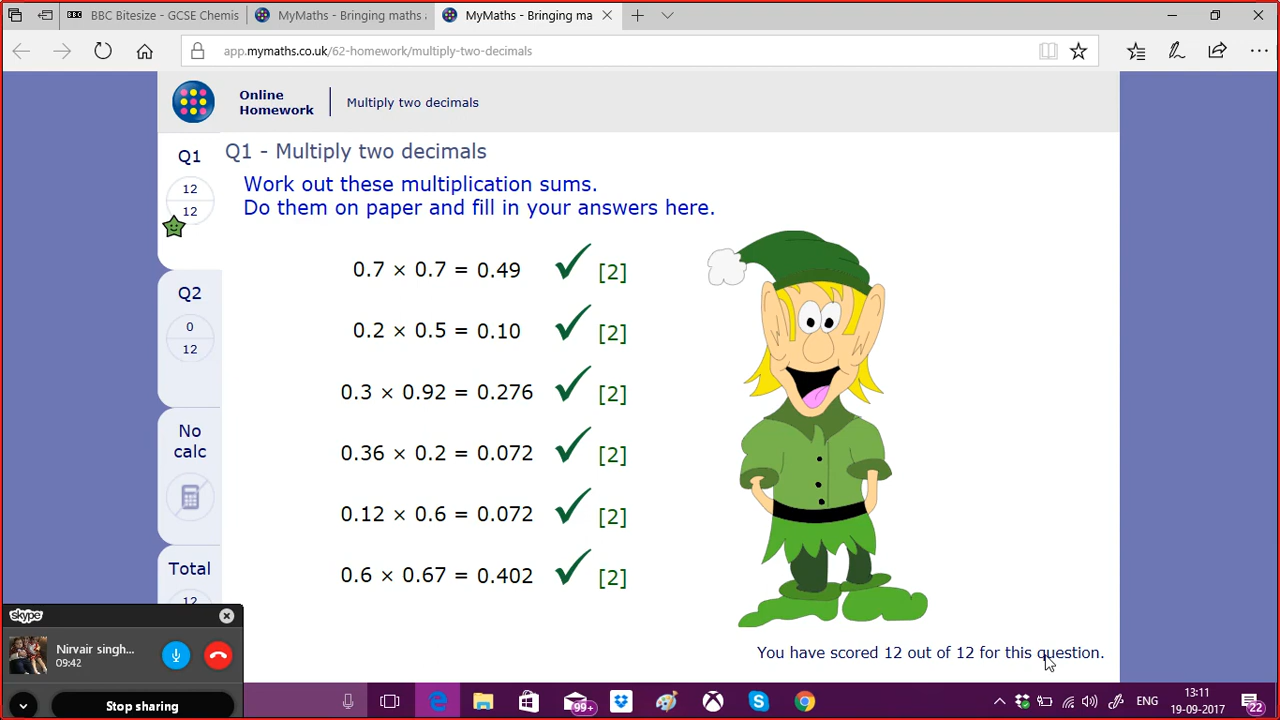 BBC BBC Bitesize - GCSE Chemis
MyMaths - Bringing maths a
MyMaths - Bringing ma
app.mymaths.co.uk/62-homework/multiply-two-decimals
Online
Homework
Multiply two decimals
Q1
12
12
Q2
0
12
No
calc
Total
12
Q1 - Multiply two decimals
Work out these multiplication sums.
Do them on paper and fill in your answers here.
0.7 × 0.7 = 0.49 [2]
0.2 × 0.5 = 0.10 [2]
0.3 × 0.92 = 0.276 [2]
0.36 × 0.2 = 0.072 [2]
0.12 × 0.6 = 0.072 [2]
0.6 × 0.67 = 0.402 [2]
You have scored 12 out of 12 for this question.
skype
Nirvair singh...
09:42
Stop sharing
99+
ENG
13:11
19-09-2017
22